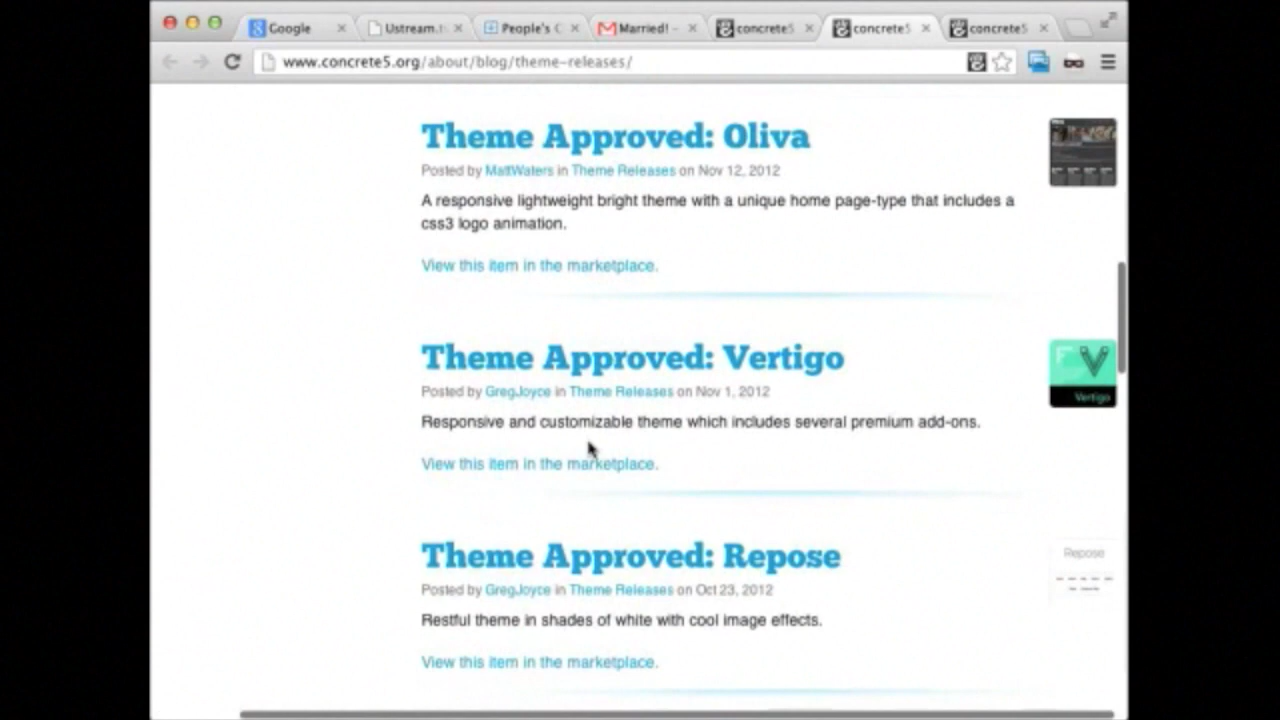 Google
Ustream.t
People's C
Married! –
concrete5
concrete5
concrete5
www.concrete5.org/about/blog/theme-releases/
Theme Approved: Oliva
Posted by MattWaters in Theme Releases on Nov 12, 2012
A responsive lightweight bright theme with a unique home page-type that includes a
css3 logo animation.
View this item in the marketplace.
Theme Approved: Vertigo
Posted by GregJoyce in Theme Releases on Nov 1, 2012
Vertigo
Responsive and customizable theme which includes several premium add-ons.
View this item in the marketplace.
Theme Approved: Repose
Repose
Posted by GregJoyce in Theme Releases on Oct 23, 2012
Restful theme in shades of white with cool image effects.
View this item in the marketplace.